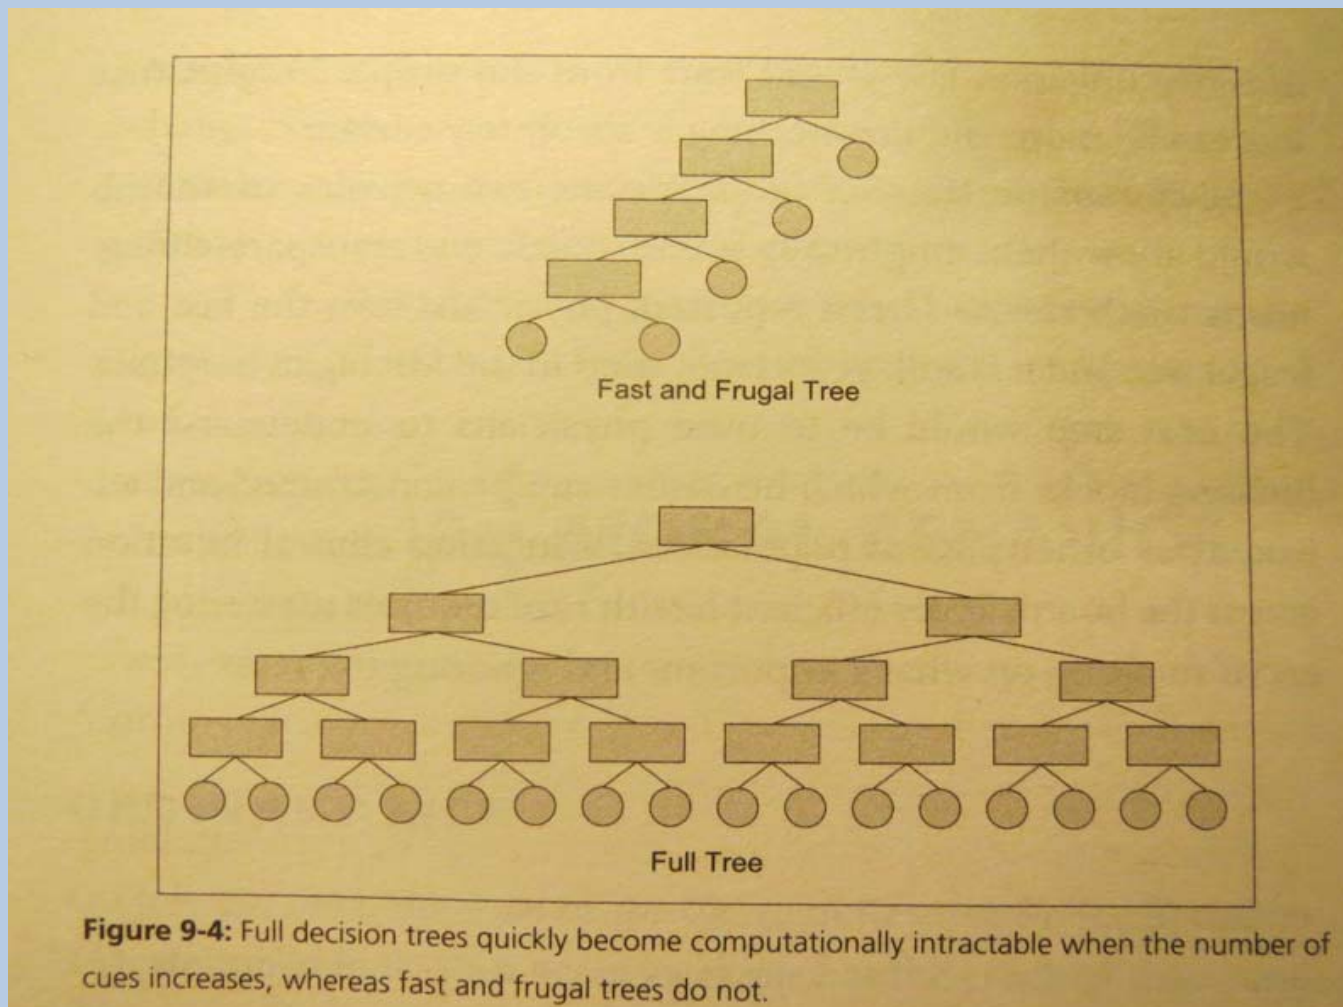 Fast and Frugal Tree
Full Tree
Figure 9-4: Full decision trees quickly become computationally intractable when the number of
cues increases, whereas fast and frugal trees do not.